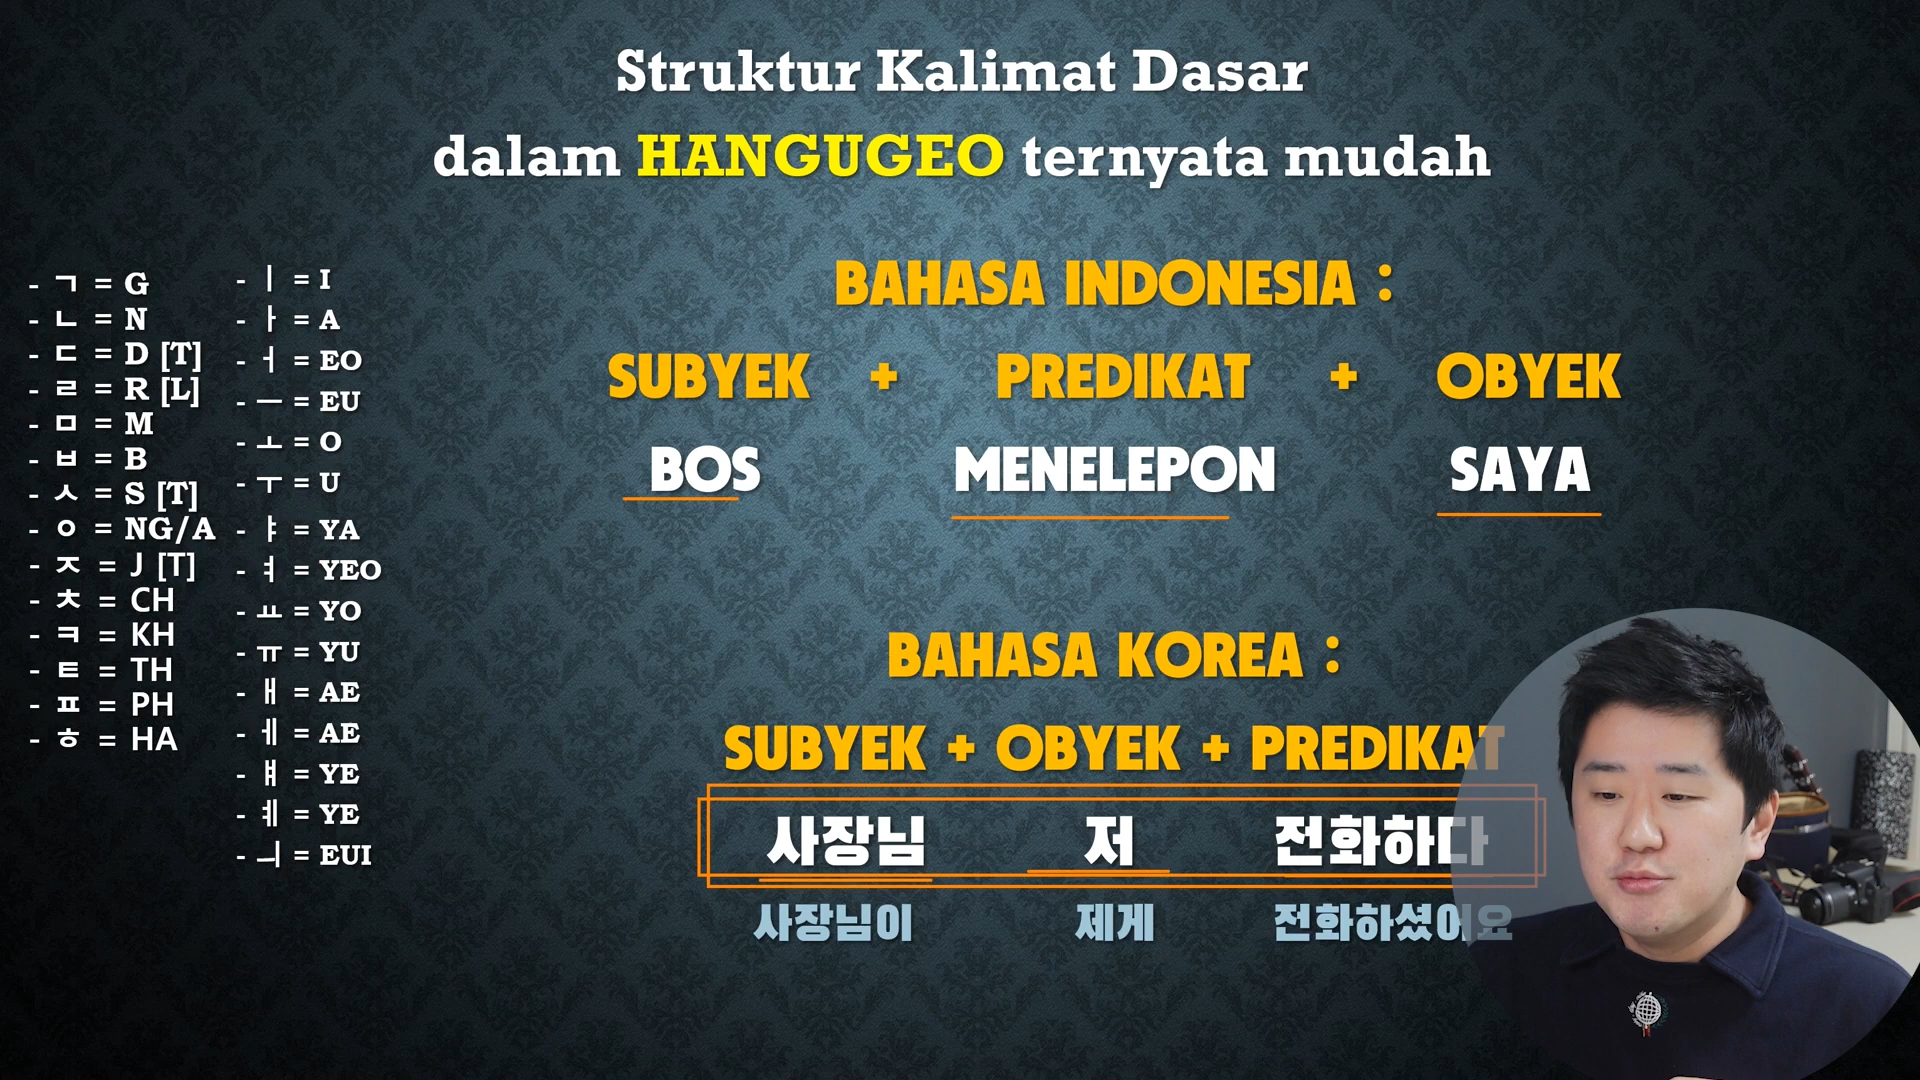 Struktur Kalimat Dasar
dalam HANGUGEO ternyata mudah
- ㄱ = G
- ㄴ = N
- ㄷ = D [T]
- ㄹ = R [L]
- ㅁ = M
- ㅂ = B
- ㅅ = S [T]
- ㅇ = NG/A
- ㅈ = J [T]
- ㅊ = CH
- ㅋ = KH
- ㅌ = TH
- ㅍ = PH
- ㅎ = HA
- ㅣ = I
- ㅏ = A
- ㅓ = EO
- ㅡ = EU
- ㅗ = O
- ㅜ = U
- ㅑ = YA
- ㅕ = YEO
- ㅛ = YO
- ㅠ = YU
- ㅐ = AE
- ㅔ = AE
- ㅒ = YE
- ㅖ = YE
- ㅢ = EUI
BAHASA INDONESIA :
SUBYEK + PREDIKAT + OBYEK
BOS MENELEPON SAYA
BAHASA KOREA :
SUBYEK + OBYEK + PREDIKAT
사장님 저 전화하다
사장님이 제게 전화하셨어요